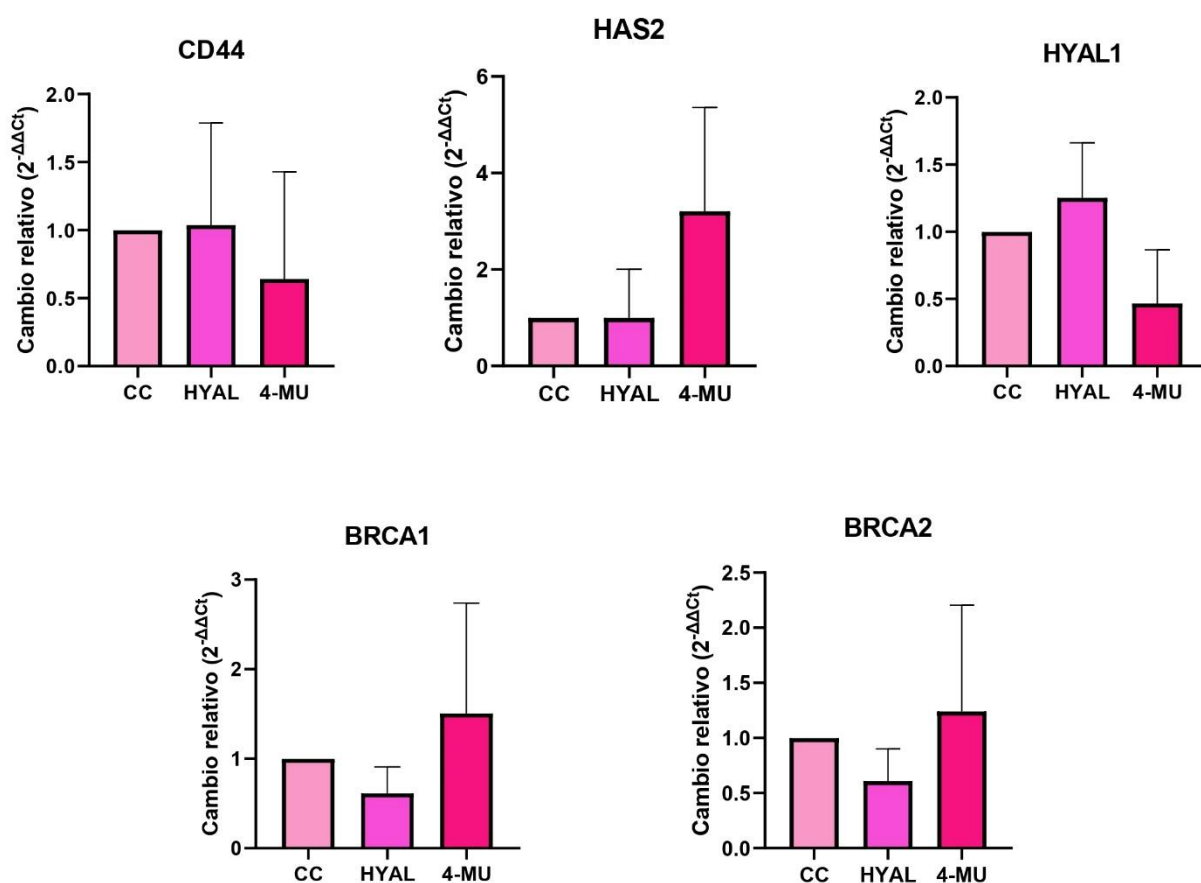 CD44
Cambio relativo (2^-ΔΔCt)
2.0
1.5
1.0
0.5
0.0
CC HYAL 4-MU
HAS2
Cambio relativo (2^-ΔΔCt)
6
4
2
0
CC HYAL 4-MU
HYAL1
Cambio relativo (2^-ΔΔCt)
2.0
1.5
1.0
0.5
0.0
CC HYAL 4-MU
BRCA1
Cambio relativo (2^-ΔΔCt)
3
2
1
0
CC HYAL 4-MU
BRCA2
Cambio relativo (2^-ΔΔCt)
2.5
2.0
1.5
1.0
0.5
0.0
CC HYAL 4-MU